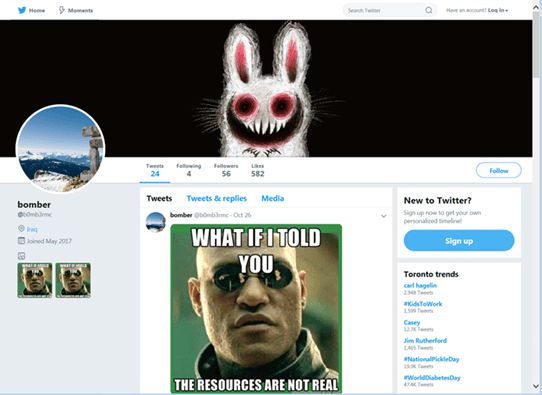 Home
Moments
Search Twitter
Have an account? Log in
Tweets
24
Following
4
Followers
56
Likes
582
Follow
bomber
@b0mb3rmc
Iraq
Joined May 2017
Tweets Tweets & replies Media
bomber @b0mb3rmc · Oct 26
WHAT IF I TOLD
YOU
THE RESOURCES ARE NOT REAL
New to Twitter?
Sign up now to get your own
personalized timeline!
Sign up
Toronto trends
carl hagelin
2,948 Tweets
#KidsToWork
1,599 Tweets
Casey
12.7K Tweets
Jim Rutherford
1,465 Tweets
#NationalPickleDay
19.9K Tweets
#WorldDiabetesDay
47.4K Tweets